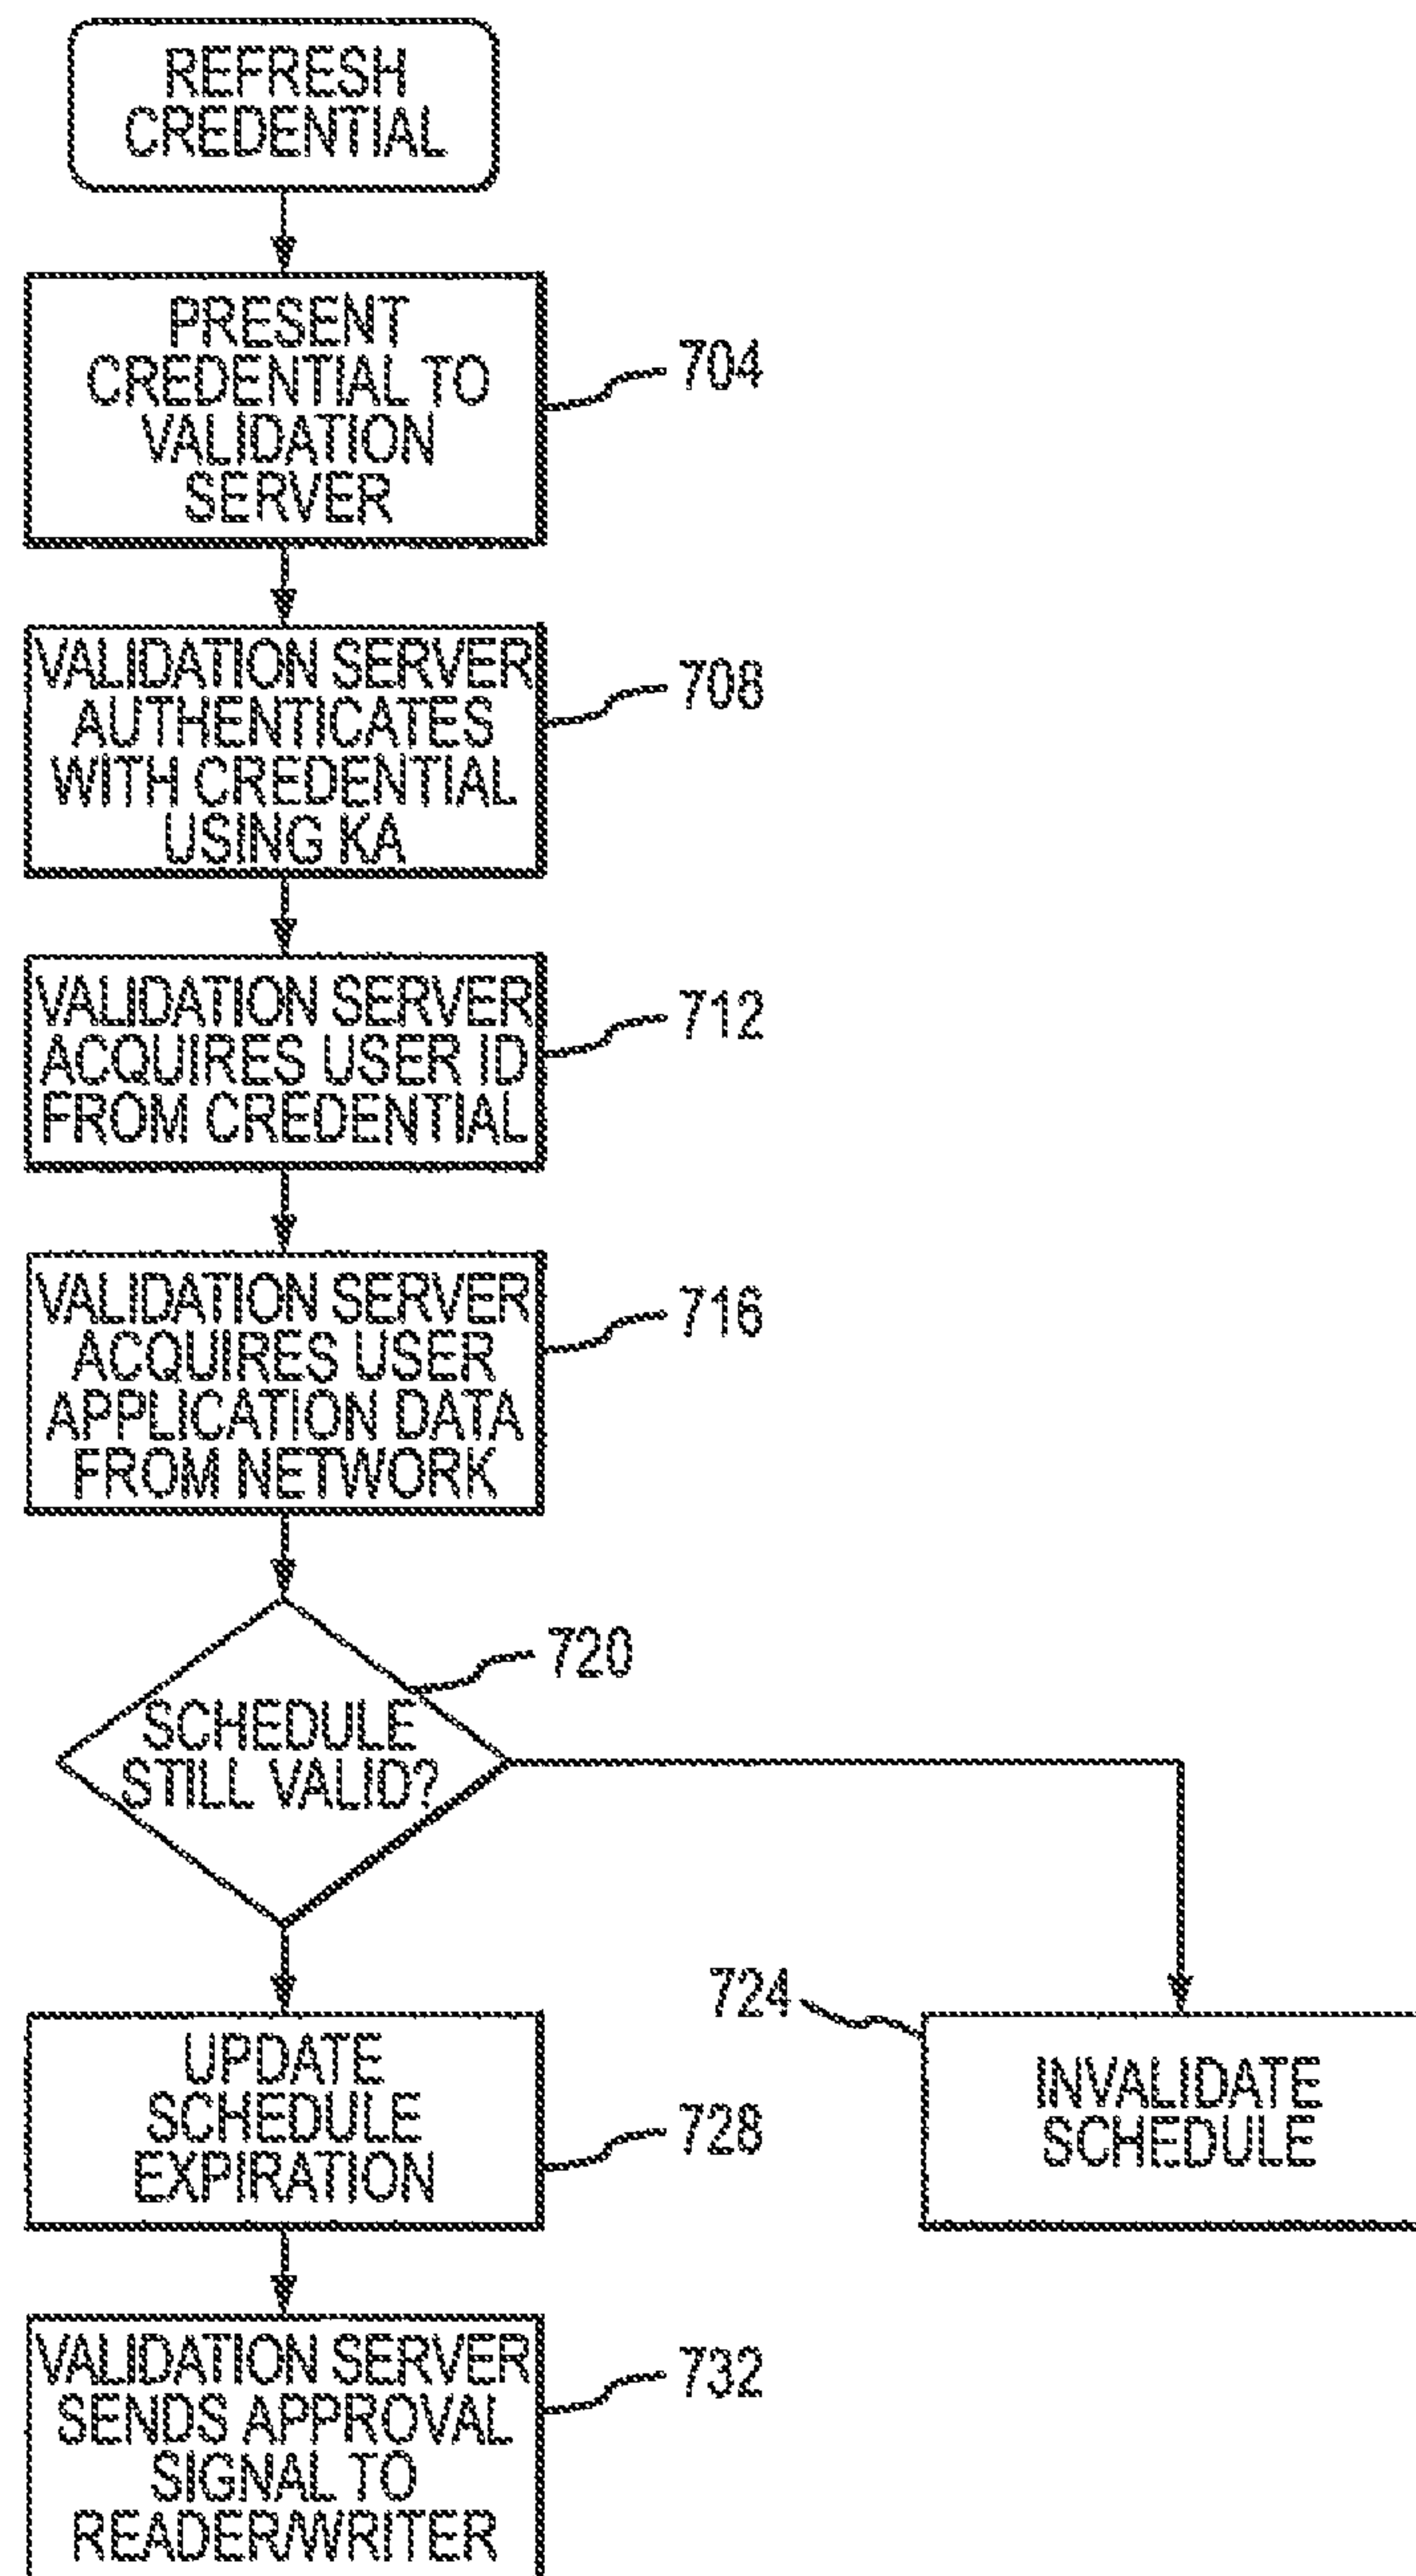 REFRESH
CREDENTIAL
PRESENT
CREDENTIAL TO
VALIDATION
SERVER
704
VALIDATION SERVER
AUTHENTICATES
WITH CREDENTIAL
USING KA
708
VALIDATION SERVER
ACQUIRES USER ID
FROM CREDENTIAL
712
VALIDATION SERVER
ACQUIRES USER
APPLICATION DATA
FROM NETWORK
716
720
SCHEDULE
STILL VALID?
724
UPDATE
SCHEDULE
EXPIRATION
728
INVALIDATE
SCHEDULE
VALIDATION SERVER
SENDS APPROVAL
SIGNAL TO
READER/WRITER
732